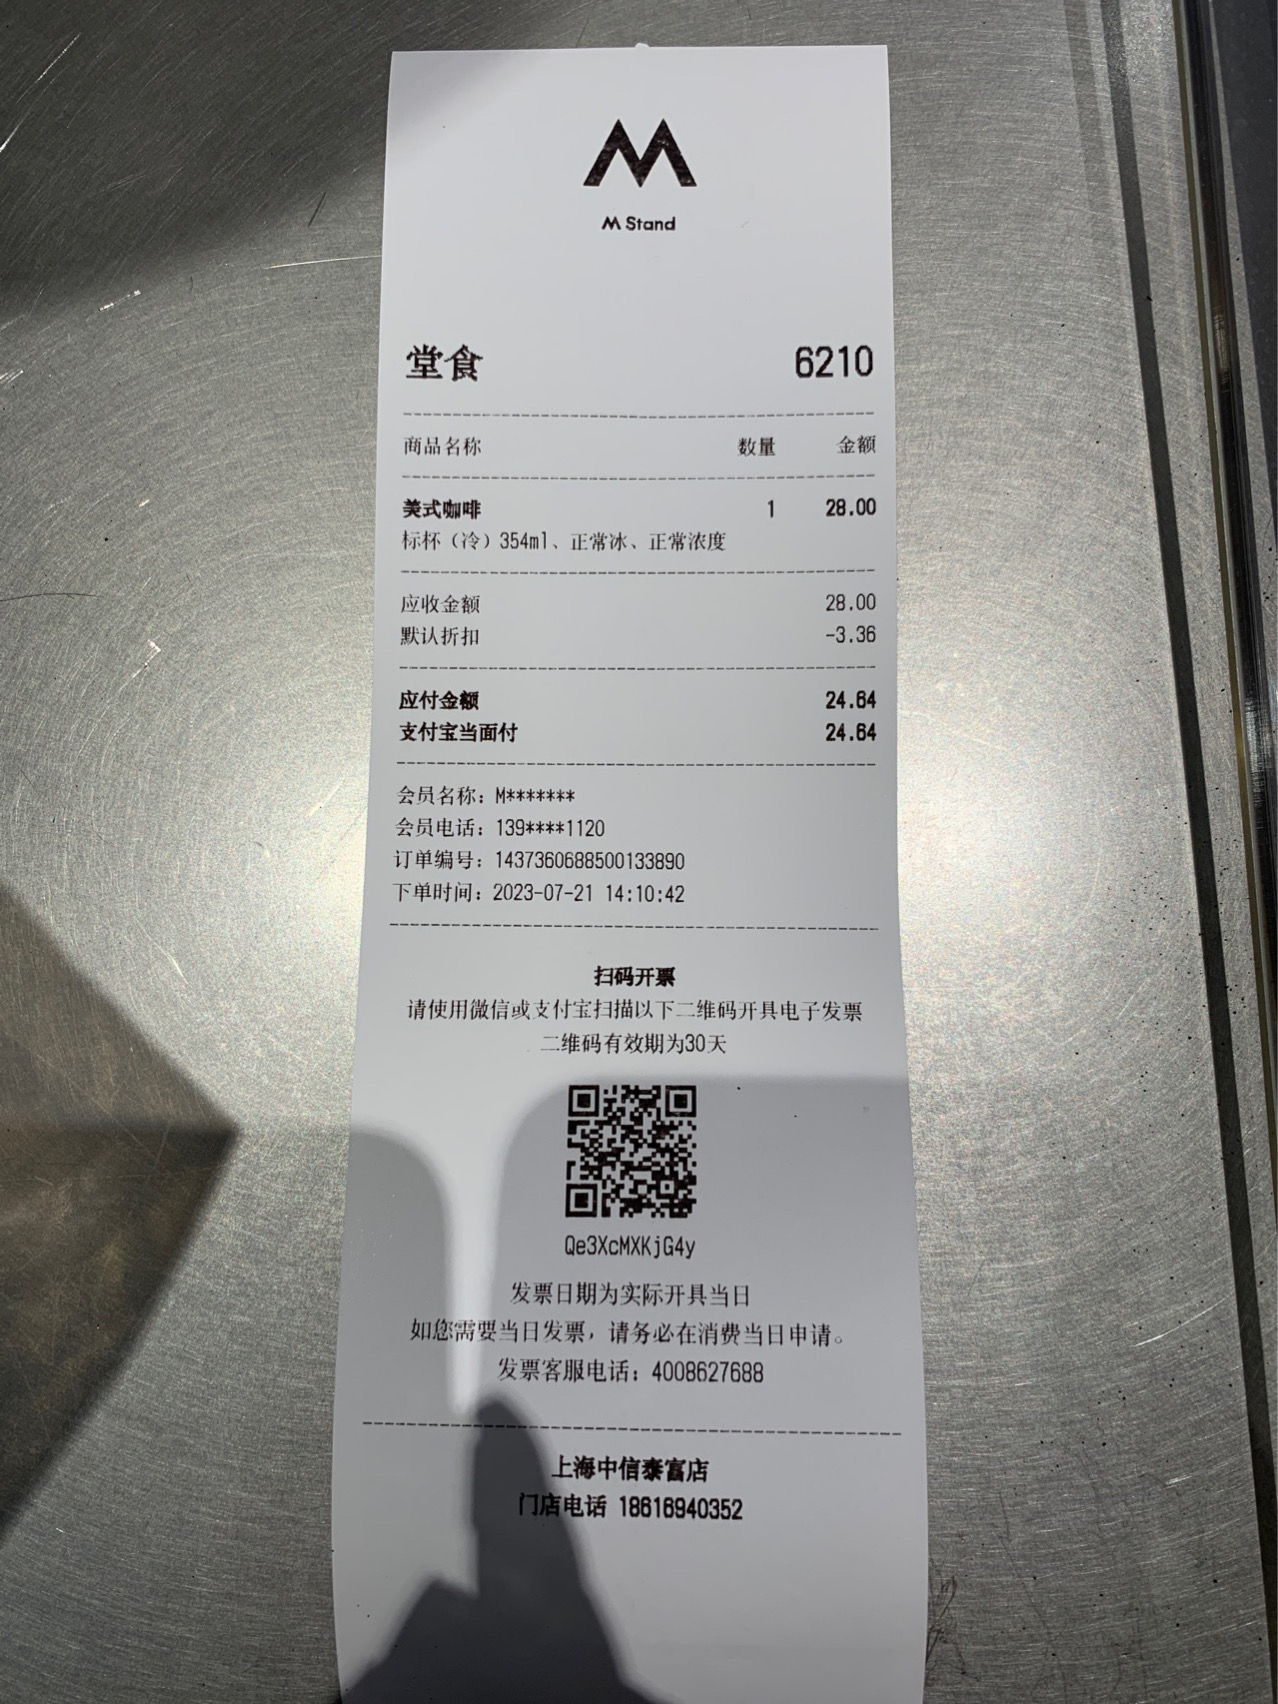 M Stand
堂食 6210
商品名称 数量 金额
美式咖啡 1 28.00
标杯（冷）354ml、正常冰、正常浓度
应收金额 28.00
默认折扣 -3.36
应付金额 24.64
支付宝当面付 24.64
会员名称：M*******
会员电话：139****1120
订单编号：1437360688500133890
下单时间：2023-07-21 14:10:42
扫码开票
请使用微信或支付宝扫描以下二维码开具电子发票
二维码有效期为30天
Qe3XcMXKjG4y
发票日期为实际开具当日
如您需要当日发票，请务必在消费当日申请。
发票客服电话：4008627688
上海中信泰富店
门店电话 18616940352